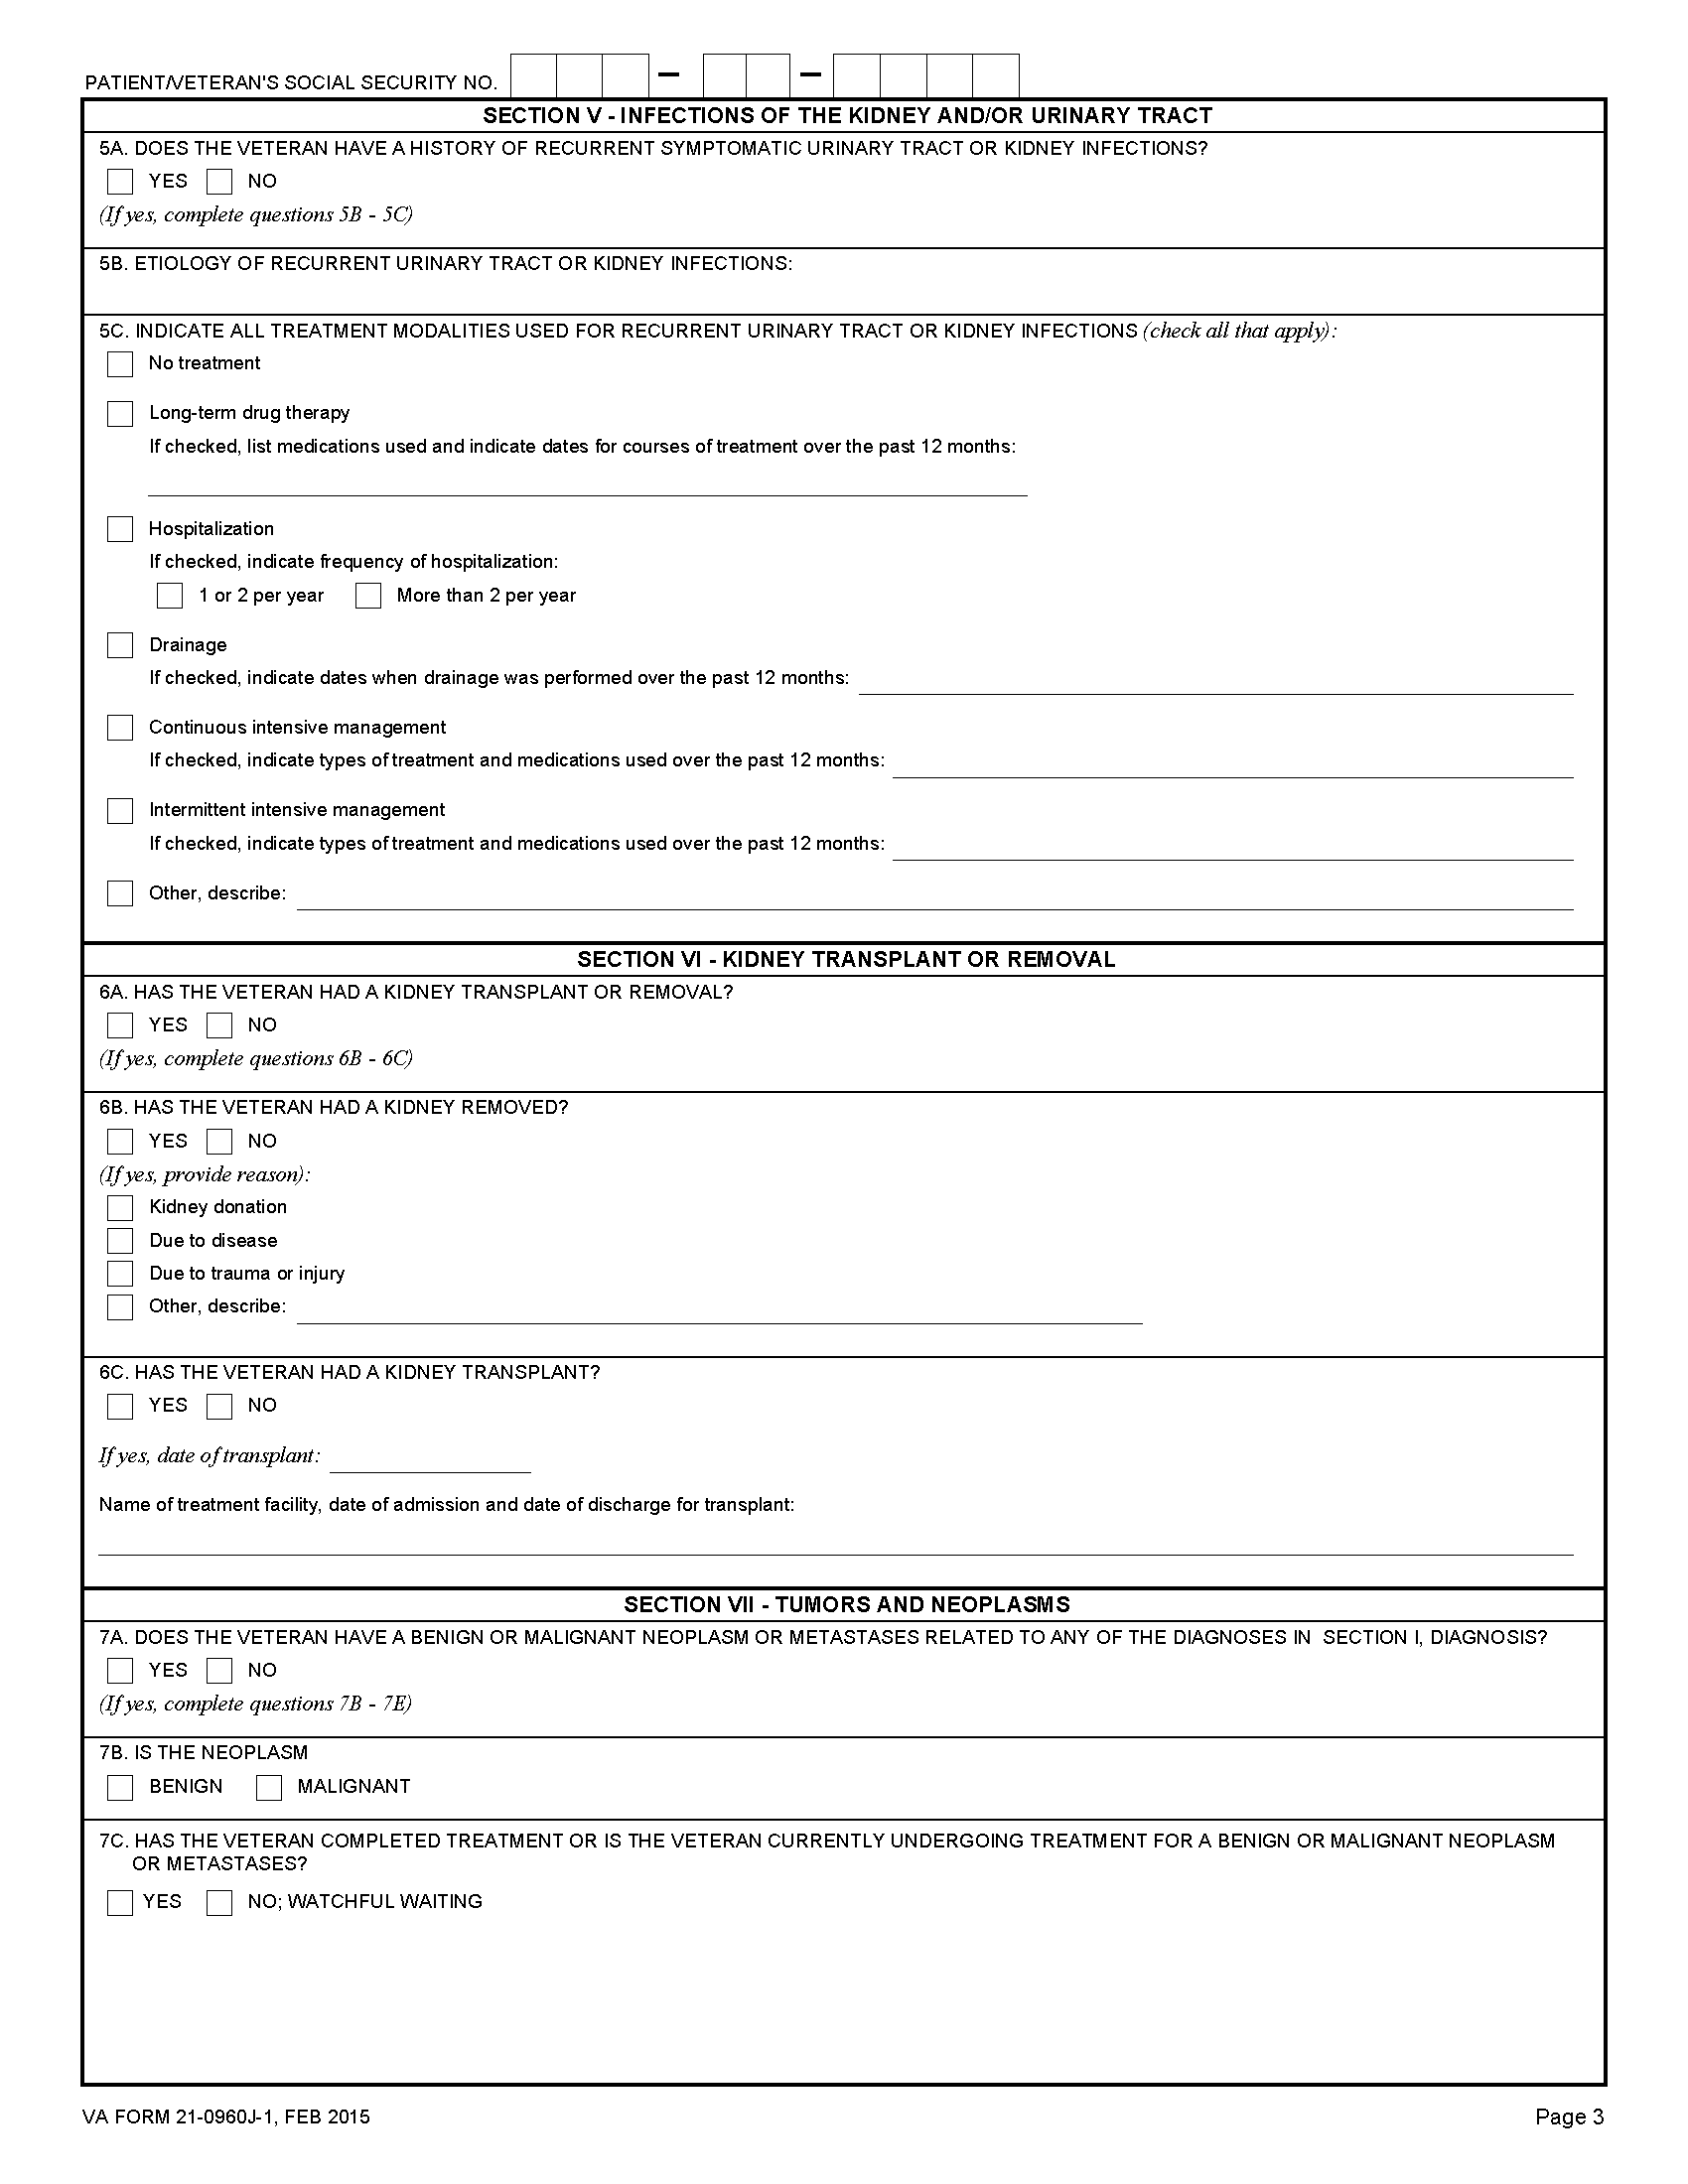 PATIENT/VETERAN'S SOCIAL SECURITY NO. – –
SECTION V - INFECTIONS OF THE KIDNEY AND/OR URINARY TRACT
5A. DOES THE VETERAN HAVE A HISTORY OF RECURRENT SYMPTOMATIC URINARY TRACT OR KIDNEY INFECTIONS?
YES NO
(If yes, complete questions 5B - 5C)
5B. ETIOLOGY OF RECURRENT URINARY TRACT OR KIDNEY INFECTIONS:
5C. INDICATE ALL TREATMENT MODALITIES USED FOR RECURRENT URINARY TRACT OR KIDNEY INFECTIONS (check all that apply):
No treatment
Long-term drug therapy
If checked, list medications used and indicate dates for courses of treatment over the past 12 months:
Hospitalization
If checked, indicate frequency of hospitalization:
1 or 2 per year More than 2 per year
Drainage
If checked, indicate dates when drainage was performed over the past 12 months:
Continuous intensive management
If checked, indicate types of treatment and medications used over the past 12 months:
Intermittent intensive management
If checked, indicate types of treatment and medications used over the past 12 months:
Other, describe:
SECTION VI - KIDNEY TRANSPLANT OR REMOVAL
6A. HAS THE VETERAN HAD A KIDNEY TRANSPLANT OR REMOVAL?
YES NO
(If yes, complete questions 6B - 6C)
6B. HAS THE VETERAN HAD A KIDNEY REMOVED?
YES NO
(If yes, provide reason):
Kidney donation
Due to disease
Due to trauma or injury
Other, describe:
6C. HAS THE VETERAN HAD A KIDNEY TRANSPLANT?
YES NO
If yes, date of transplant:
Name of treatment facility, date of admission and date of discharge for transplant:
SECTION VII - TUMORS AND NEOPLASMS
7A. DOES THE VETERAN HAVE A BENIGN OR MALIGNANT NEOPLASM OR METASTASES RELATED TO ANY OF THE DIAGNOSES IN SECTION I, DIAGNOSIS?
YES NO
(If yes, complete questions 7B - 7E)
7B. IS THE NEOPLASM
BENIGN MALIGNANT
7C. HAS THE VETERAN COMPLETED TREATMENT OR IS THE VETERAN CURRENTLY UNDERGOING TREATMENT FOR A BENIGN OR MALIGNANT NEOPLASM
OR METASTASES?
YES NO; WATCHFUL WAITING
VA FORM 21-0960J-1, FEB 2015 Page 3